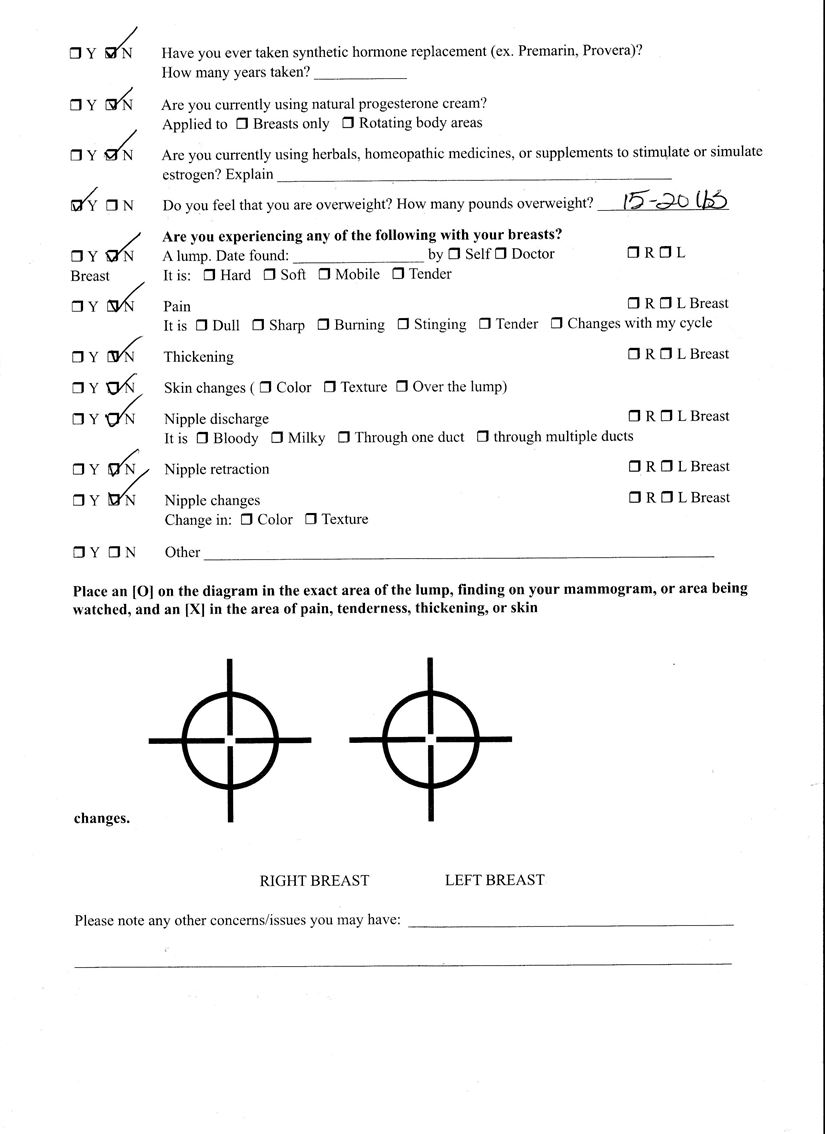 ☐ Y ☑ N Have you ever taken synthetic hormone replacement (ex. Premarin, Provera)?
How many years taken? ____________
☐ Y ☑ N Are you currently using natural progesterone cream?
Applied to ☐ Breasts only ☐ Rotating body areas
☐ Y ☑ N Are you currently using herbals, homeopathic medicines, or supplements to stimulate or simulate
estrogen? Explain ____________
☑ Y ☐ N Do you feel that you are overweight? How many pounds overweight? 15-20 lbs
Are you experiencing any of the following with your breasts?
☐ Y ☑ N A lump. Date found: ____________ by ☐ Self ☐ Doctor ☐ R ☐ L
Breast It is: ☐ Hard ☐ Soft ☐ Mobile ☐ Tender
☐ Y ☑ N Pain ☐ R ☐ L Breast
It is ☐ Dull ☐ Sharp ☐ Burning ☐ Stinging ☐ Tender ☐ Changes with my cycle
☐ Y ☑ N Thickening ☐ R ☐ L Breast
☐ Y ☑ N Skin changes ( ☐ Color ☐ Texture ☐ Over the lump)
☐ Y ☑ N Nipple discharge ☐ R ☐ L Breast
It is ☐ Bloody ☐ Milky ☐ Through one duct ☐ through multiple ducts
☐ Y ☑ N Nipple retraction ☐ R ☐ L Breast
☐ Y ☑ N Nipple changes ☐ R ☐ L Breast
Change in: ☐ Color ☐ Texture
☐ Y ☐ N Other ____________
Place an [O] on the diagram in the exact area of the lump, finding on your mammogram, or area being
watched, and an [X] in the area of pain, tenderness, thickening, or skin
changes.
RIGHT BREAST LEFT BREAST
Please note any other concerns/issues you may have: ____________